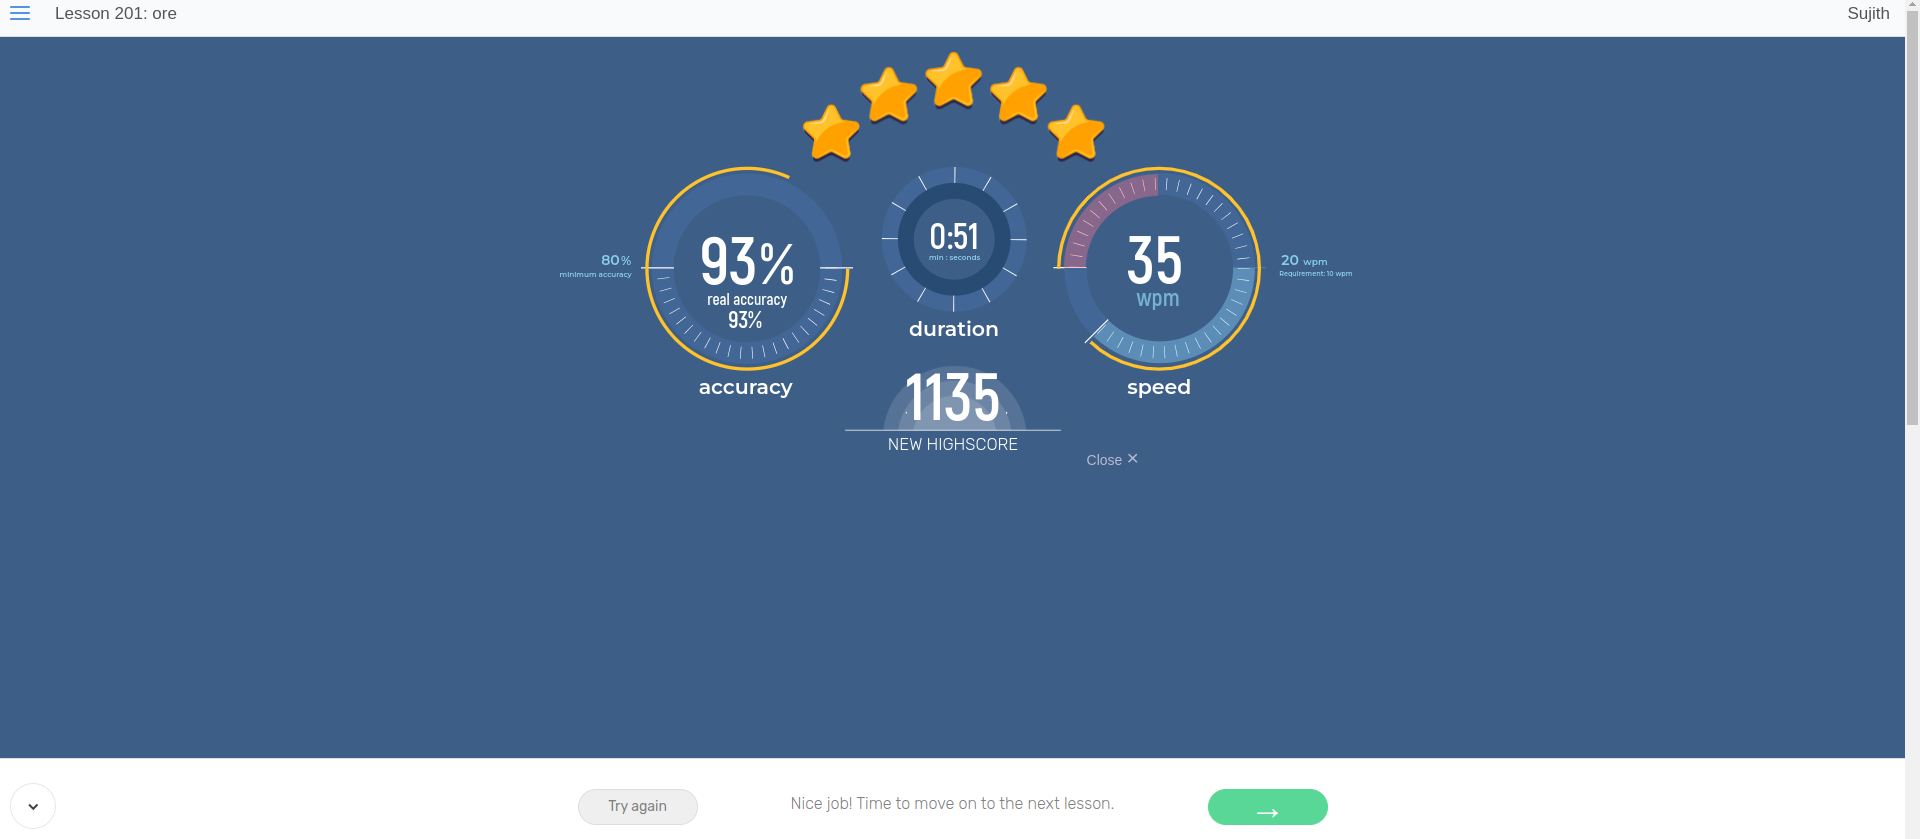 Lesson 201: ore
Sujith
93%
real accuracy
93%
80%
minimum accuracy
accuracy
0:51
min : seconds
duration
35
wpm
20 wpm
Requirement: 10 wpm
speed
1135
NEW HIGHSCORE
Close ×
Try again
Nice job! Time to move on to the next lesson.
→